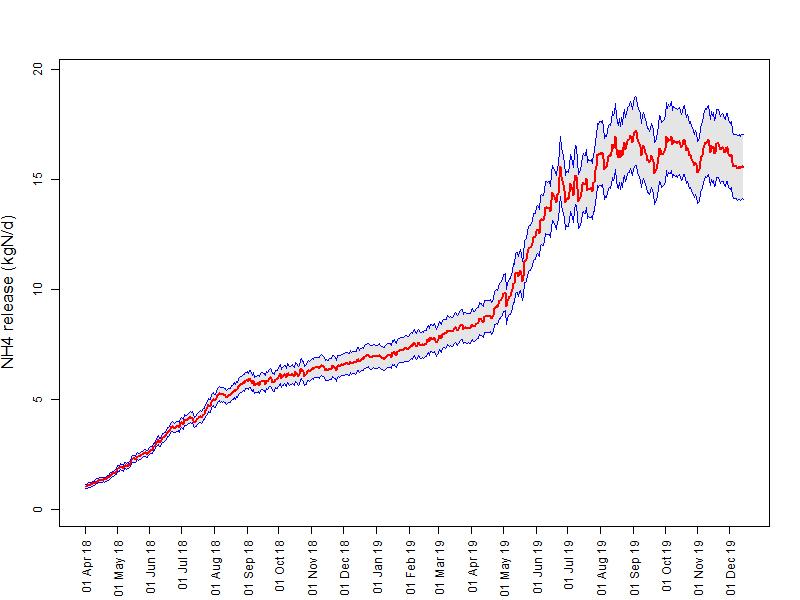 NH4 release (kgN/d)
20
15
10
5
0
01 Apr 18
01 May 18
01 Jun 18
01 Jul 18
01 Aug 18
01 Sep 18
01 Oct 18
01 Nov 18
01 Dec 18
01 Jan 19
01 Feb 19
01 Mar 19
01 Apr 19
01 May 19
01 Jun 19
01 Jul 19
01 Aug 19
01 Sep 19
01 Oct 19
01 Nov 19
01 Dec 19